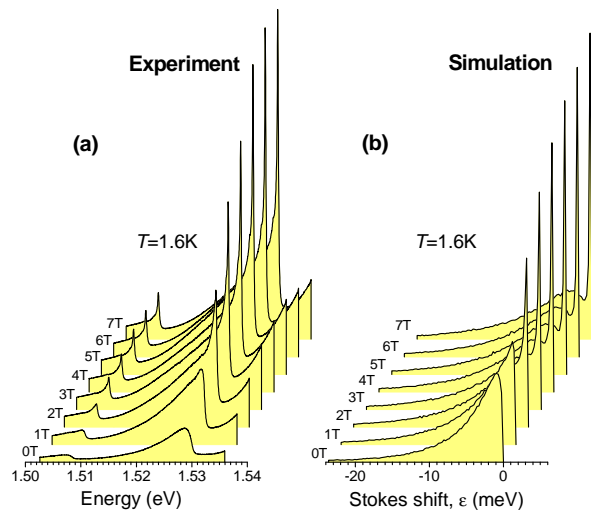 Experiment
(a)
T=1.6K
7T
6T
5T
4T
3T
2T
1T
0T
1.50 1.51 1.52 1.53 1.54
Energy (eV)
Simulation
(b)
T=1.6K
7T
6T
5T
4T
3T
2T
1T
0T
-20 -10 0
Stokes shift, ε (meV)